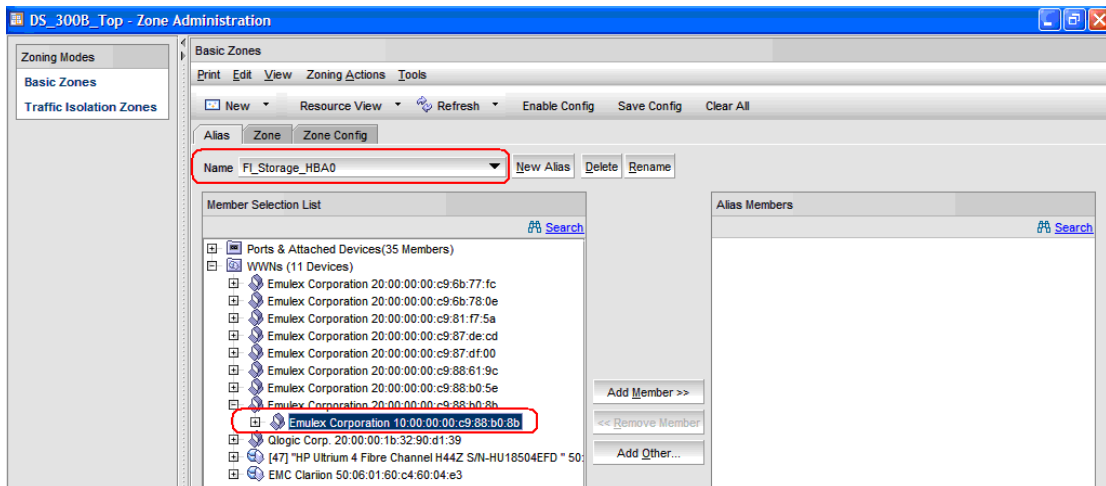 DS_300B_Top - Zone Administration
Zoning Modes
Basic Zones
Traffic Isolation Zones
Basic Zones
Print Edit View Zoning Actions Tools
New Resource View Refresh Enable Config Save Config Clear All
Alias Zone Zone Config
Name FI_Storage_HBA0 New Alias Delete Rename
Member Selection List
Search
Ports & Attached Devices(35 Members)
WWNs (11 Devices)
Emulex Corporation 20:00:00:00:c9:6b:77:fc
Emulex Corporation 20:00:00:00:c9:6b:78:0e
Emulex Corporation 20:00:00:00:c9:81:f7:5a
Emulex Corporation 20:00:00:00:c9:87:de:cd
Emulex Corporation 20:00:00:00:c9:87:df:00
Emulex Corporation 20:00:00:00:c9:88:61:9c
Emulex Corporation 20:00:00:00:c9:88:b0:5e
Emulex Corporation 20:00:00:00:c9:88:b0:8b
Emulex Corporation 10:00:00:00:c9:88:b0:8b
Qlogic Corp. 20:00:00:1b:32:90:d1:39
[47] "HP Ultrium 4 Fibre Channel H44Z S/N-HU18504EFD " 50:
EMC Clariion 50:06:01:60:c4:60:04:e3
Add Member >>
<< Remove Member
Add Other...
Alias Members
Search